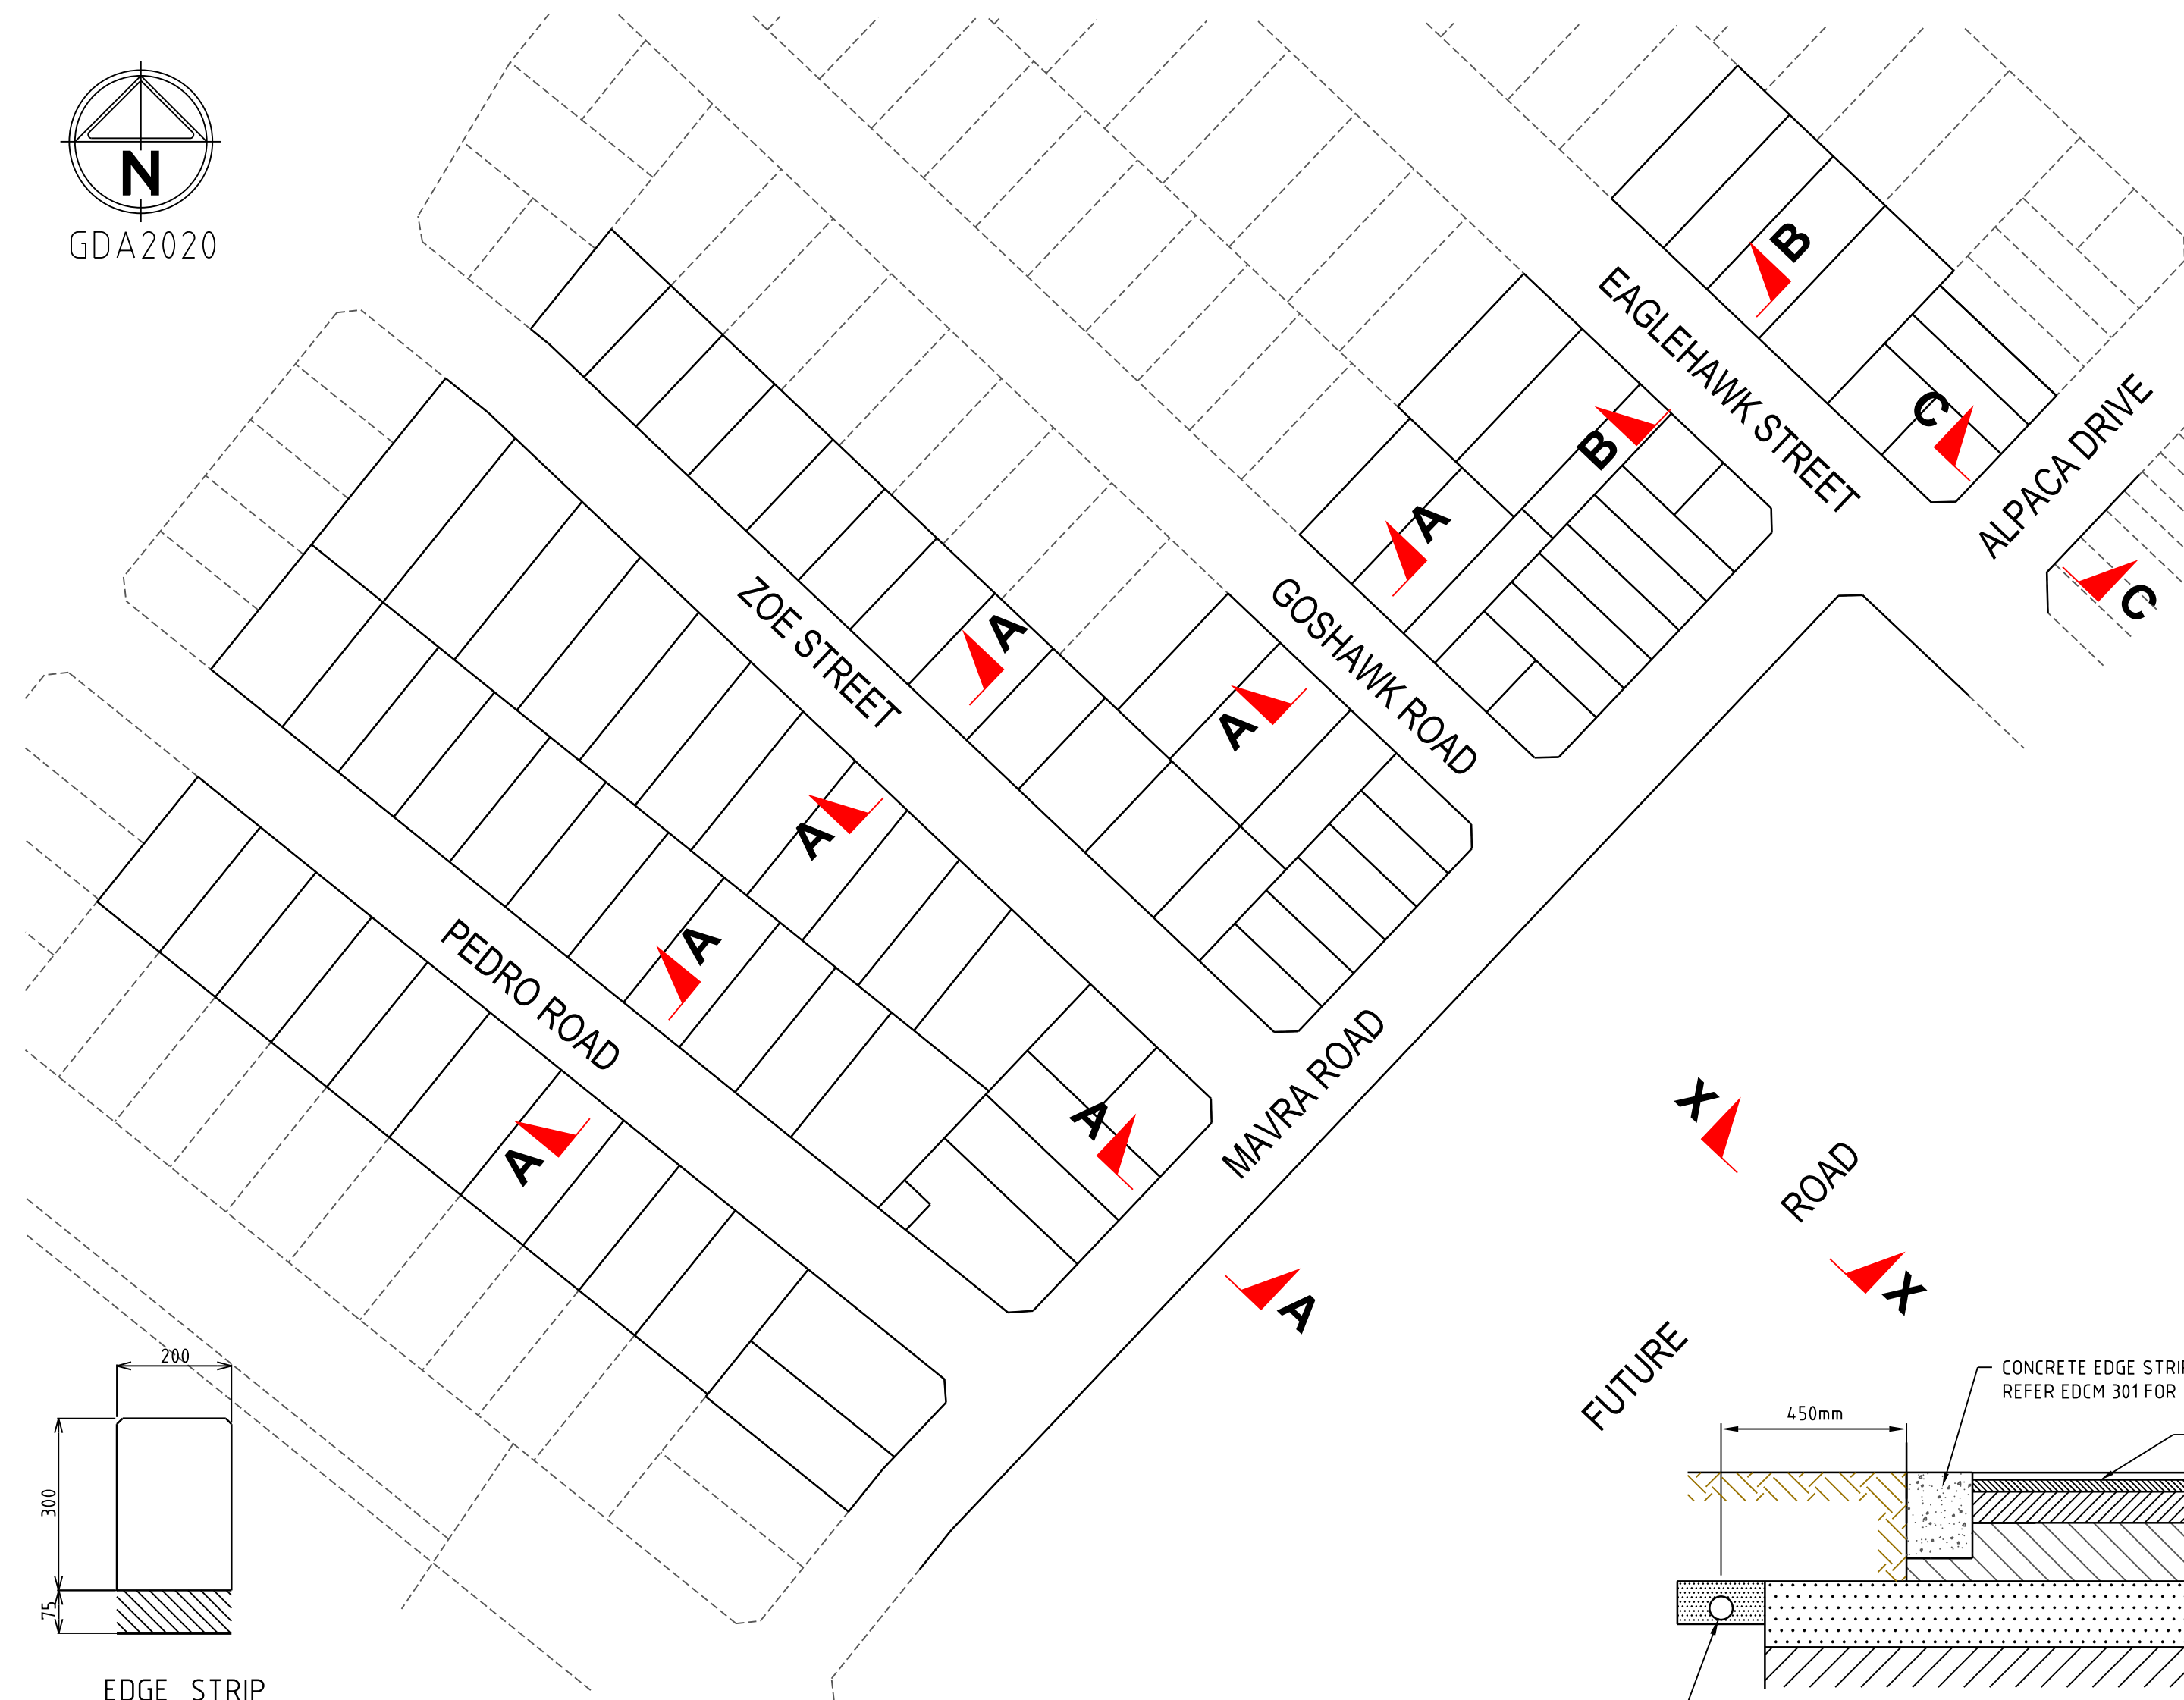 N
GDA2020
B
EAGLEHAWK STREET
C
ALPACA DRIVE
B
A
C
ZOE STREET
A
GOSHAWK ROAD
A
A
A
PEDRO ROAD
A
A
MAVRA ROAD
A
X
ROAD
X
FUTURE
200
300
75
EDGE STRIP
CONCRETE EDGE STRIP
REFER EDCM 301 FOR
450mm